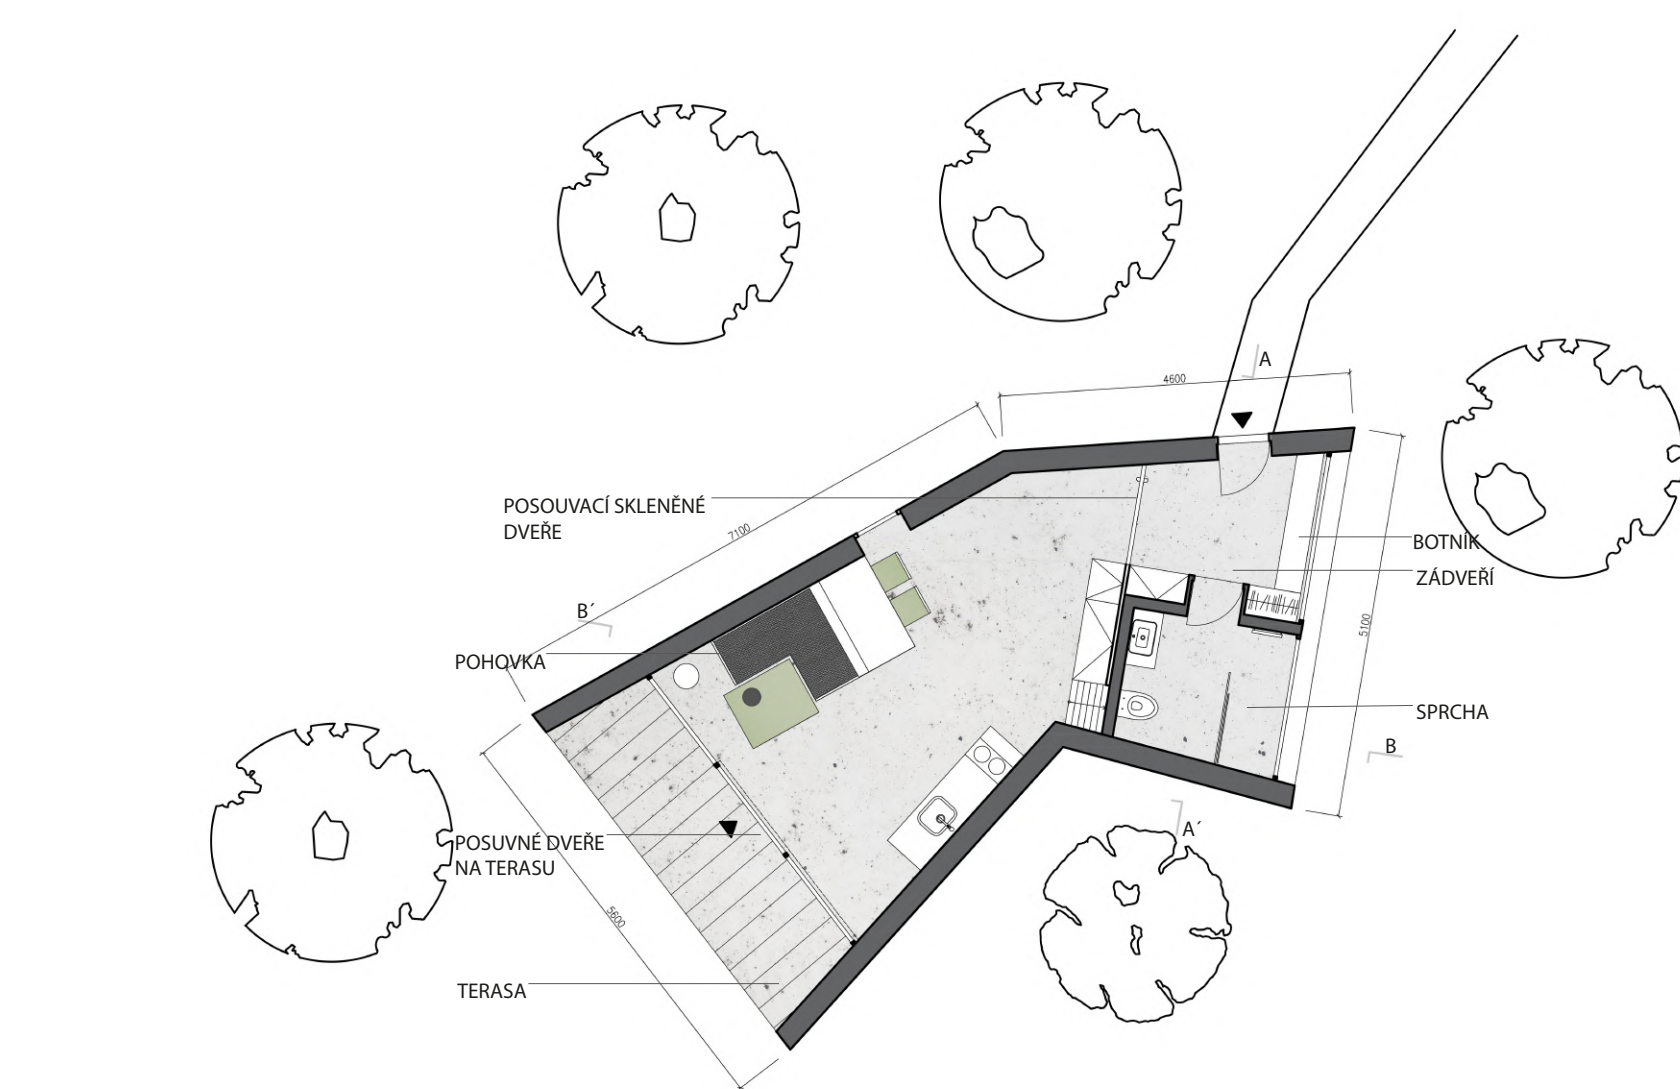 A
4600
POSOUVACÍ SKLENĚNÉ
DVEŘE
7100
BOTNÍK
ZÁDVEŘÍ
B´
5100
POHOVKA
SPRCHA
B
A´
POSUVNÉ DVEŘE
NA TERASU
5600
TERASA